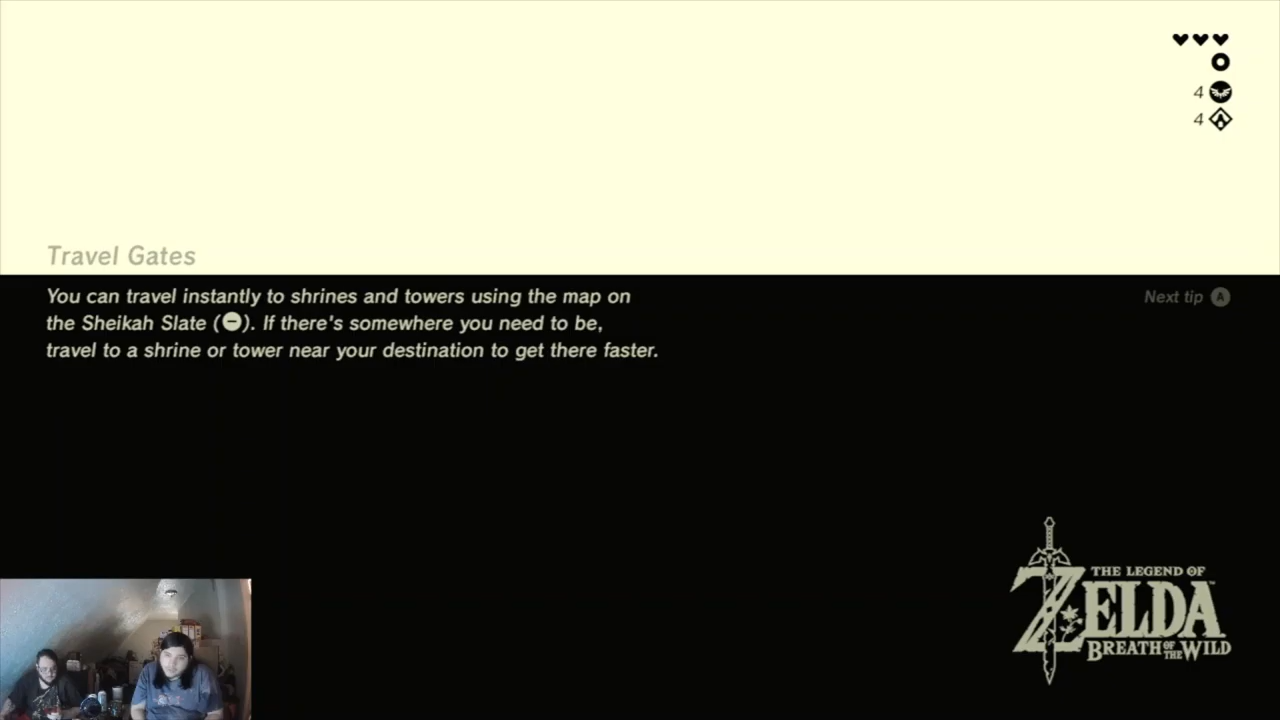 4
4
Travel Gates
You can travel instantly to shrines and towers using the map on
the Sheikah Slate (−). If there's somewhere you need to be,
travel to a shrine or tower near your destination to get there faster.
Next tip A
THE LEGEND OF
ZELDA
BREATH OF THE WILD